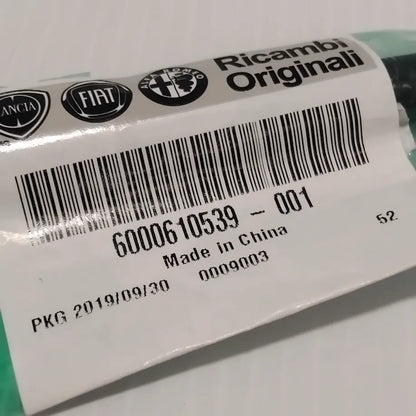 LANCIA FIAT ALFA ROMEO Ricambi
Originali
6000610539 - 001
Made in China 52
0009003
PKG 2019/09/30